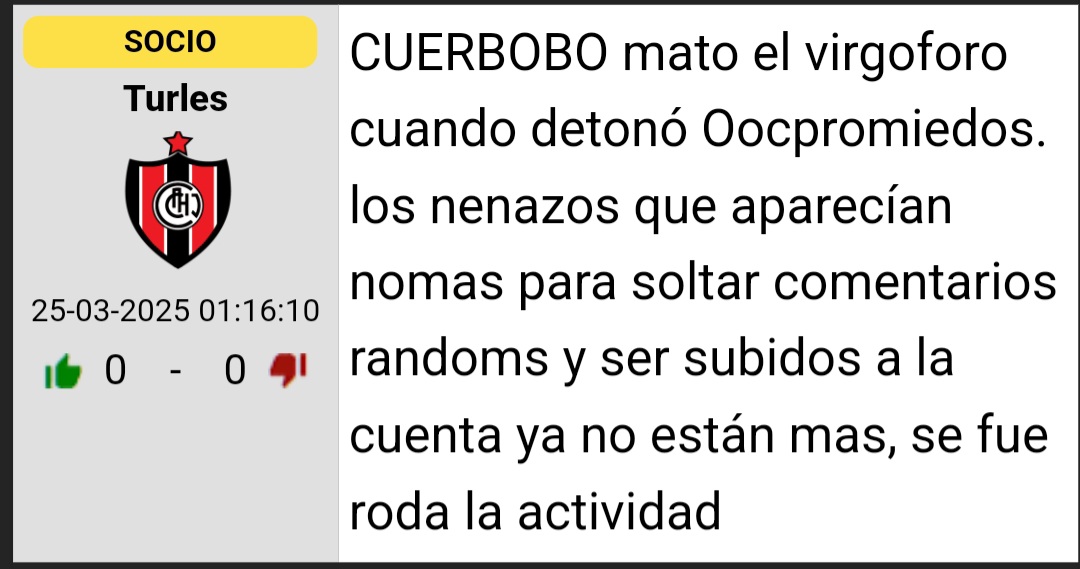 SOCIO
Turles
CAHJ
25-03-2025 01:16:10
0 - 0
CUERBOBO mato el virgoforo
cuando detonó Oocpromiedos.
los nenazos que aparecían
nomas para soltar comentarios
randoms y ser subidos a la
cuenta ya no están mas, se fue
roda la actividad